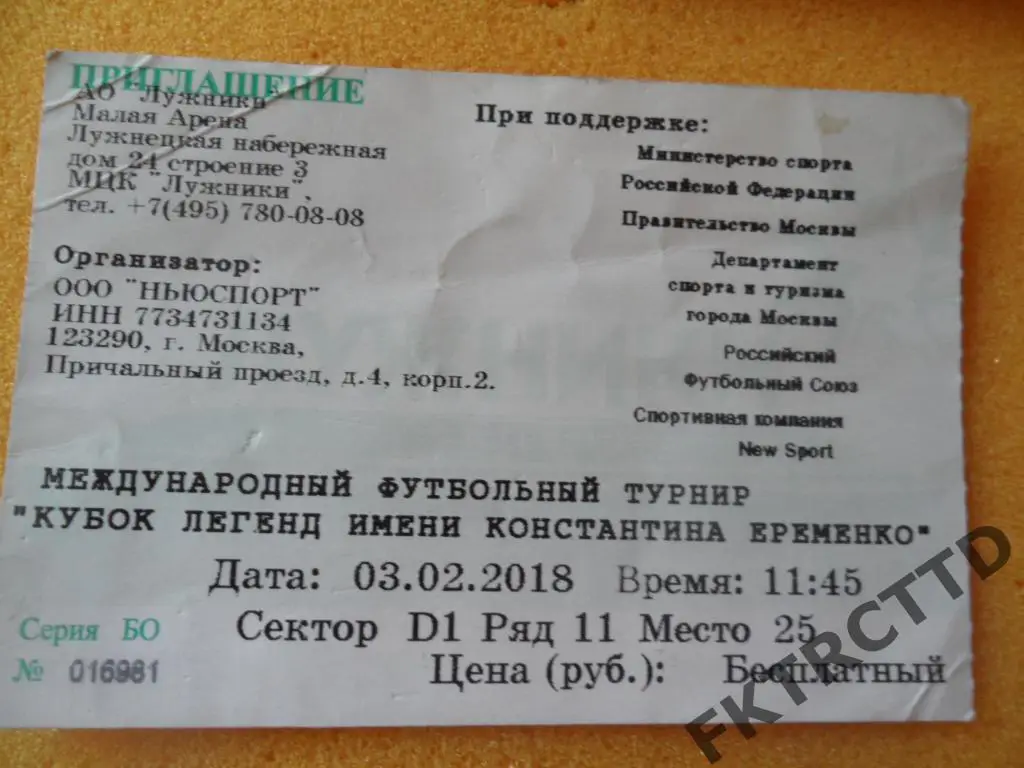 ПРИГЛАШЕНИЕ
АО "Лужники"
Малая Арена
Лужнецкая набережная
дом 24 строение 3
МЦК "Лужники",
тел. +7(495) 780-08-08
Организатор:
ООО "НЬЮСПОРТ"
ИНН 7734731134
123290, г. Москва,
Причальный проезд, д.4, корп.2.
При поддержке:
Министерство спорта
Российской Федерации
Правительство Москвы
Департамент
спорта и туризма
города Москвы
Российский
Футбольный Союз
Спортивная компания
New Sport
МЕЖДУНАРОДНЫЙ ФУТБОЛЬНЫЙ ТУРНИР
"КУБОК ЛЕГЕНД ИМЕНИ КОНСТАНТИНА ЕРЕМЕНКО"
Дата: 03.02.2018 Время: 11:45
Серия БО
№ 016981
Сектор D1 Ряд 11 Место 25
Цена (руб.): Бесплатный
FKTRCTTD